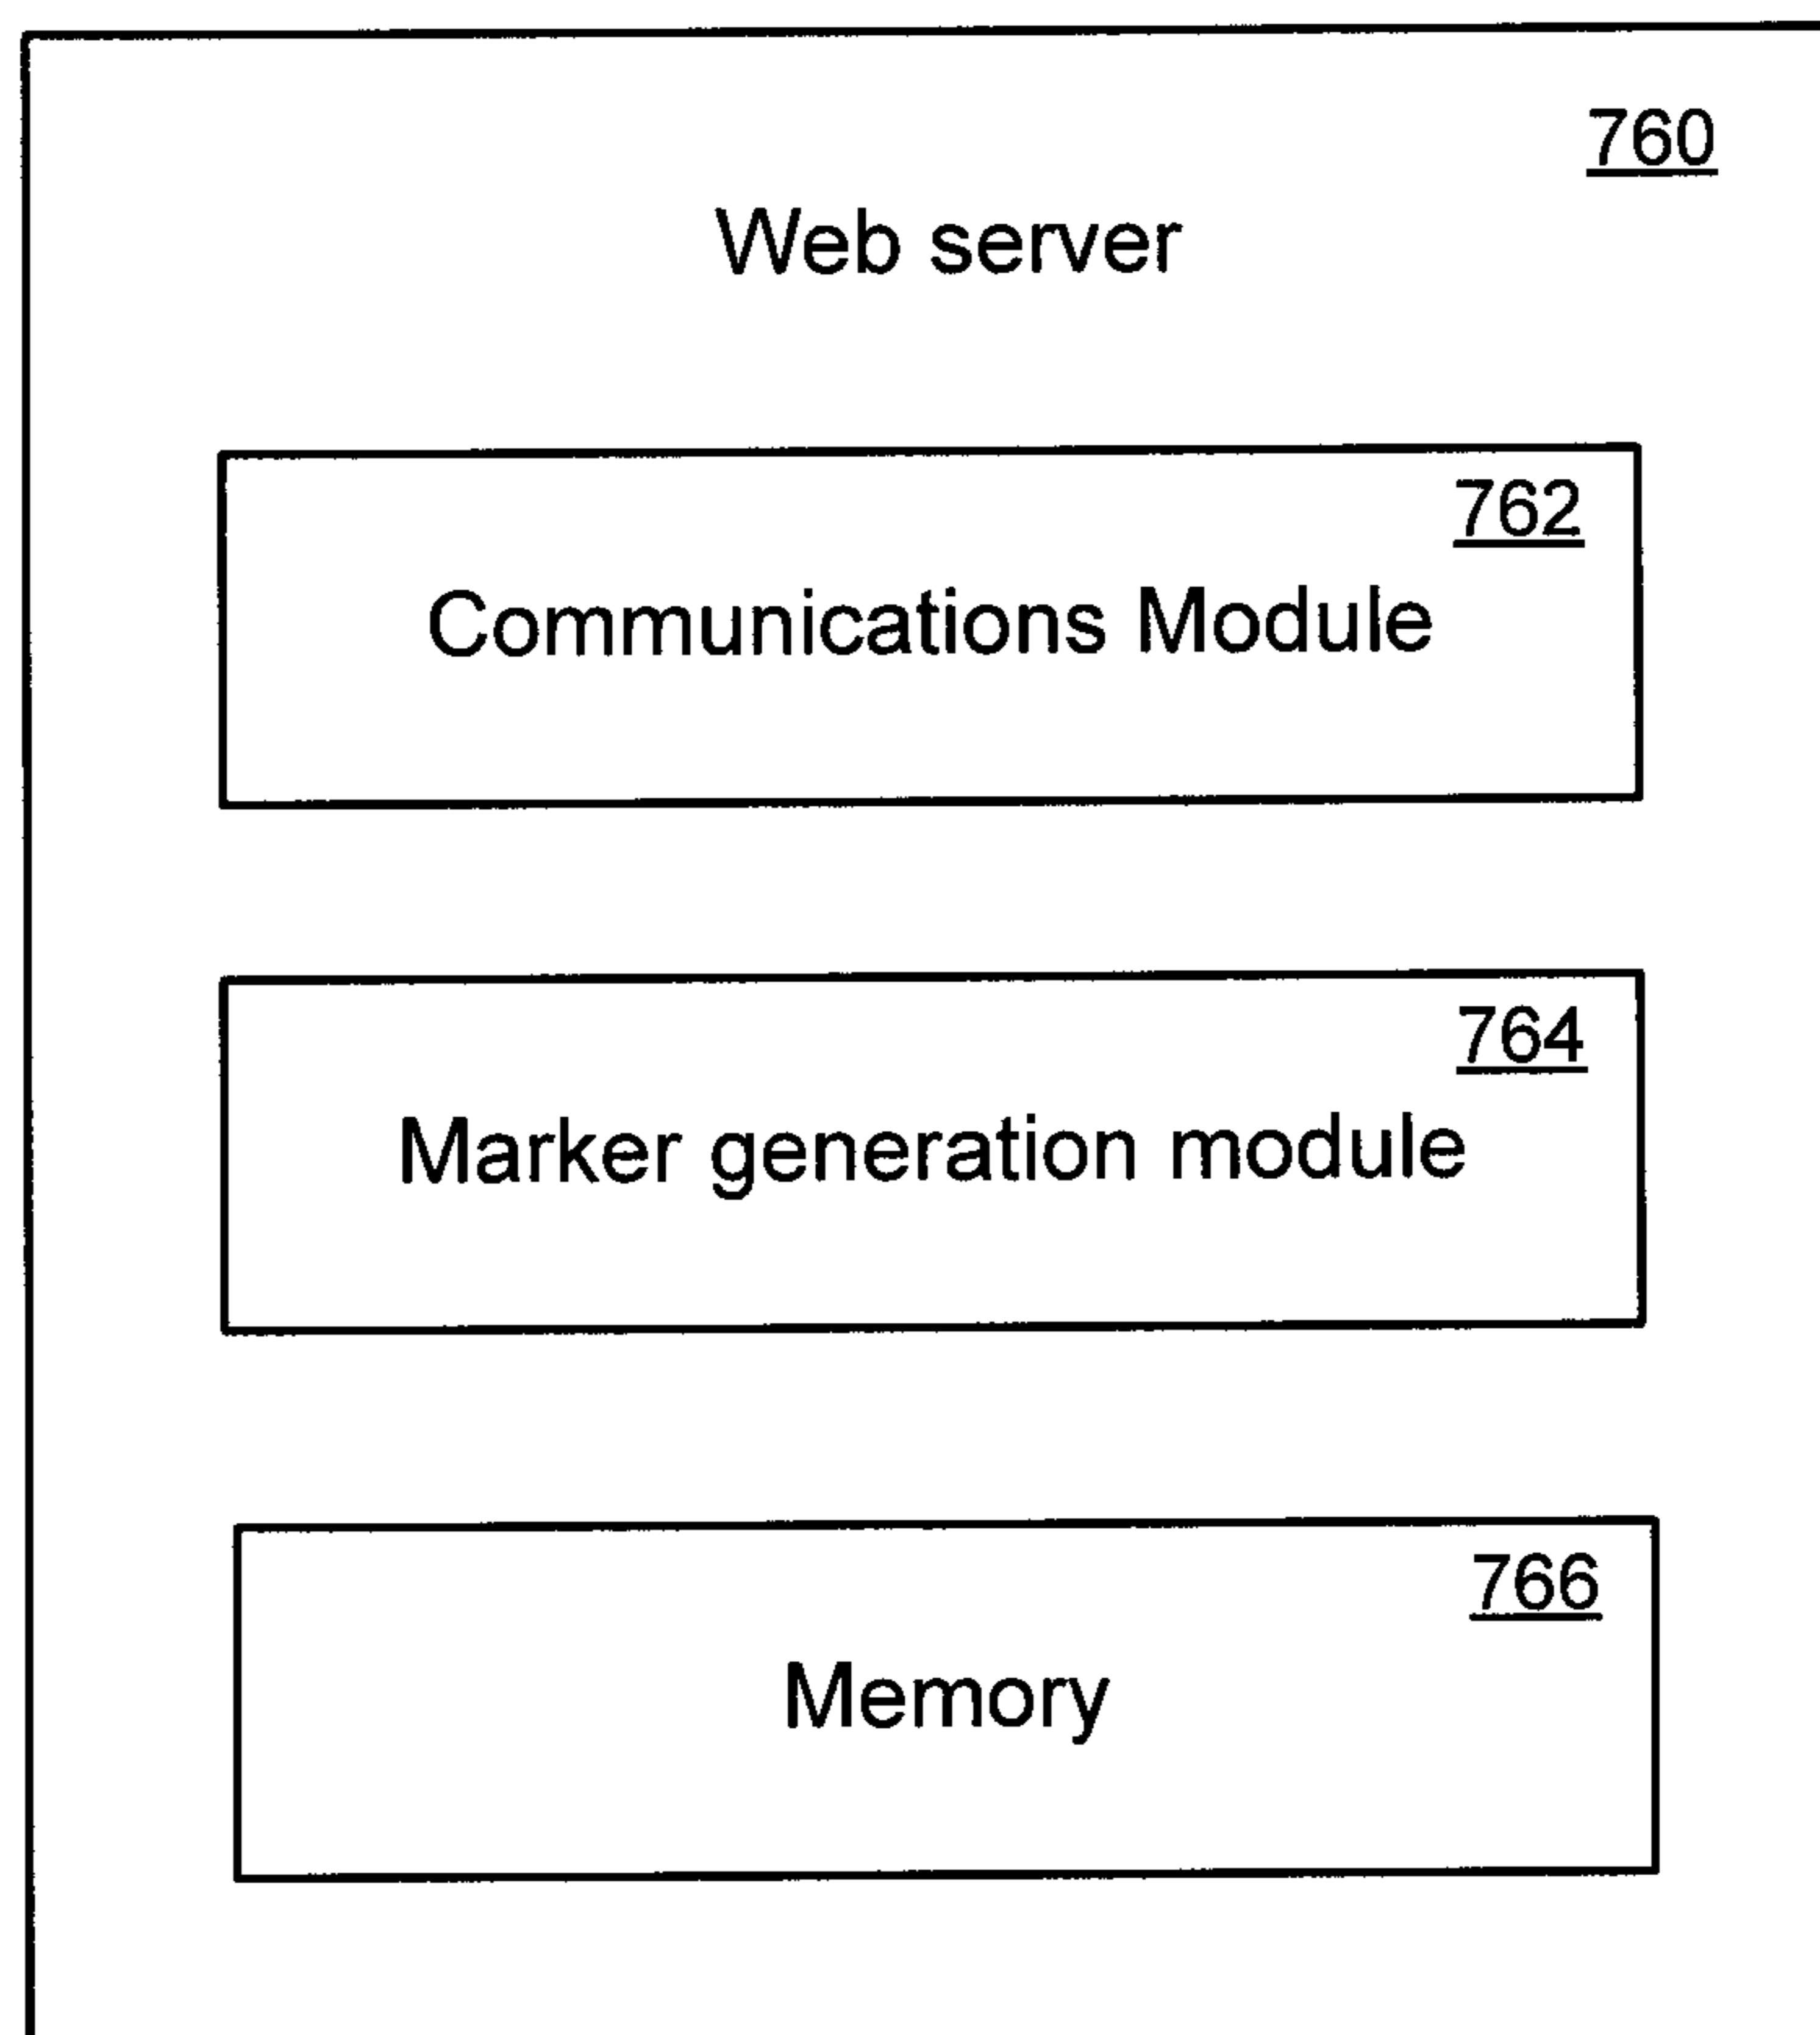 760
Web server
762
Communications Module
764
Marker generation module
766
Memory